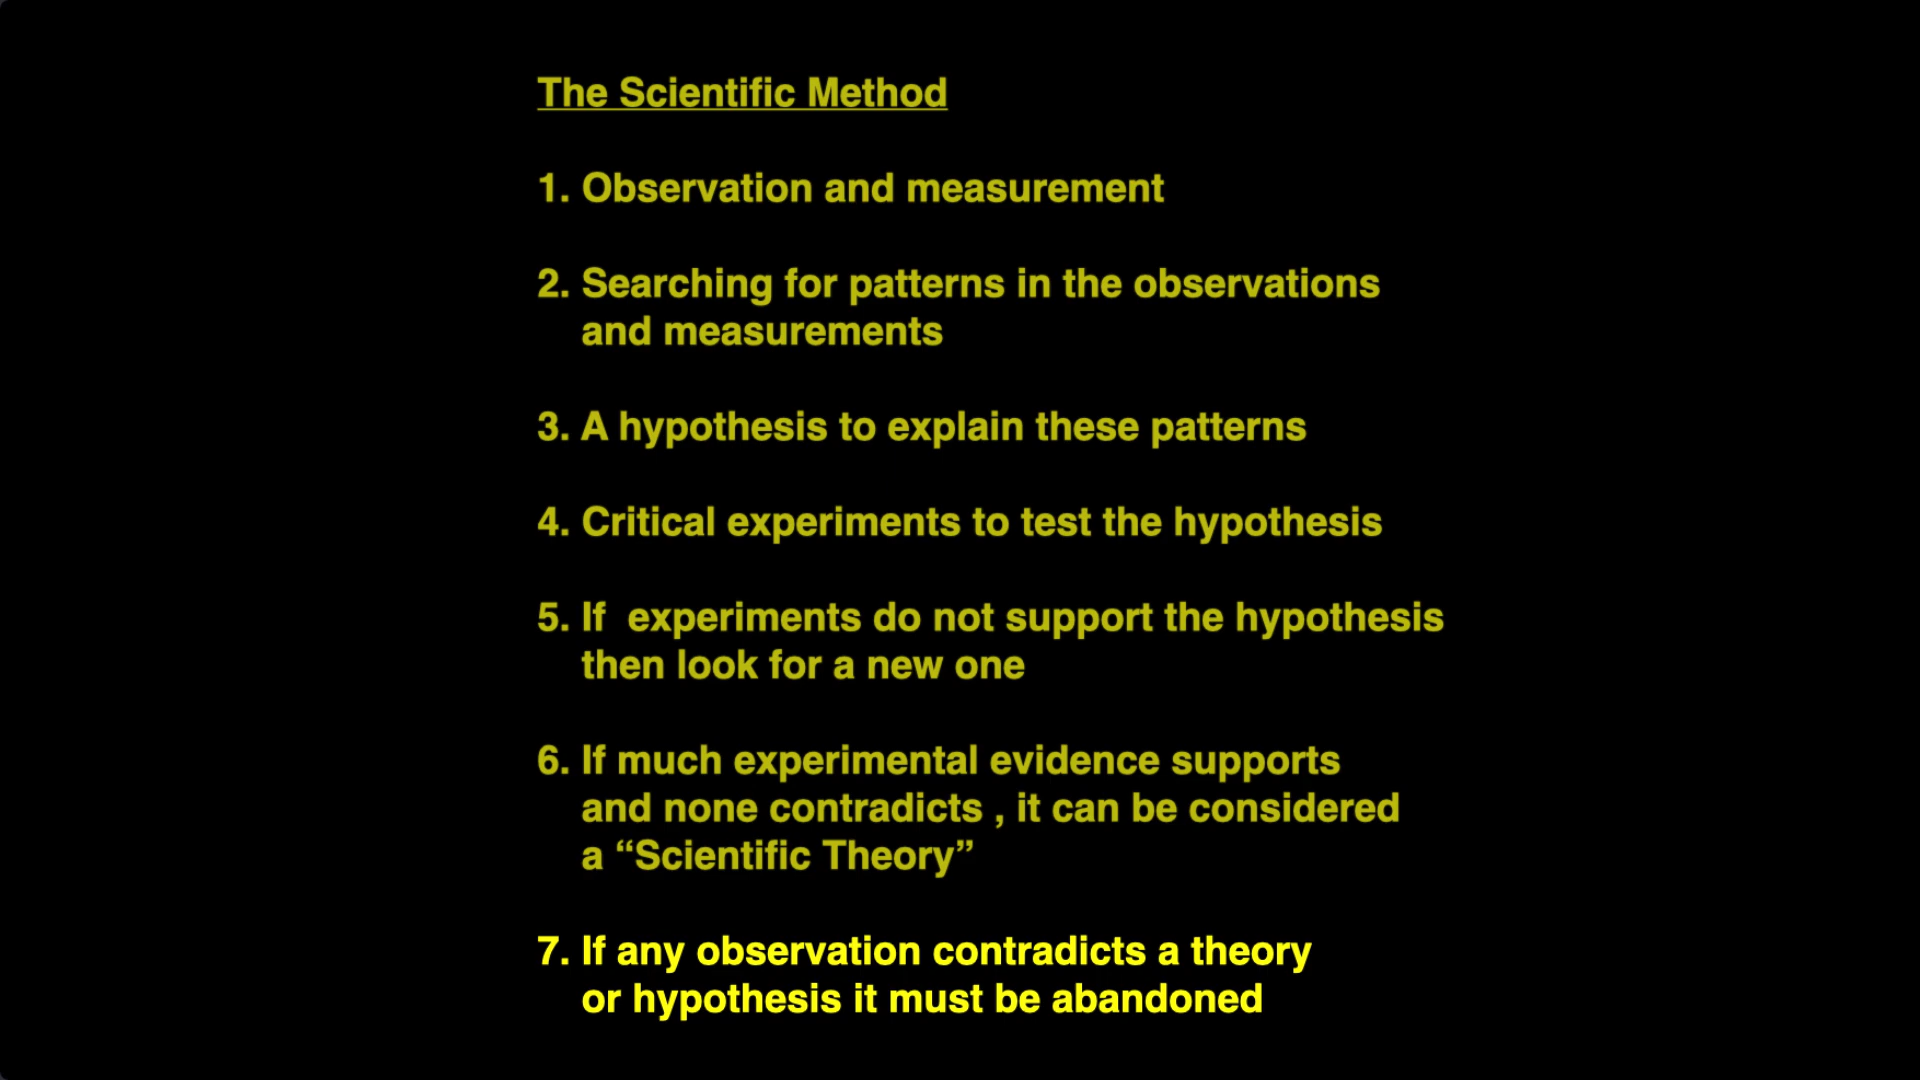 The Scientific Method
1. Observation and measurement
2. Searching for patterns in the observations
and measurements
3. A hypothesis to explain these patterns
4. Critical experiments to test the hypothesis
5. If  experiments do not support the hypothesis
then look for a new one
6. If much experimental evidence supports
and none contradicts , it can be considered
a “Scientific Theory”
7. If any observation contradicts a theory
or hypothesis it must be abandoned